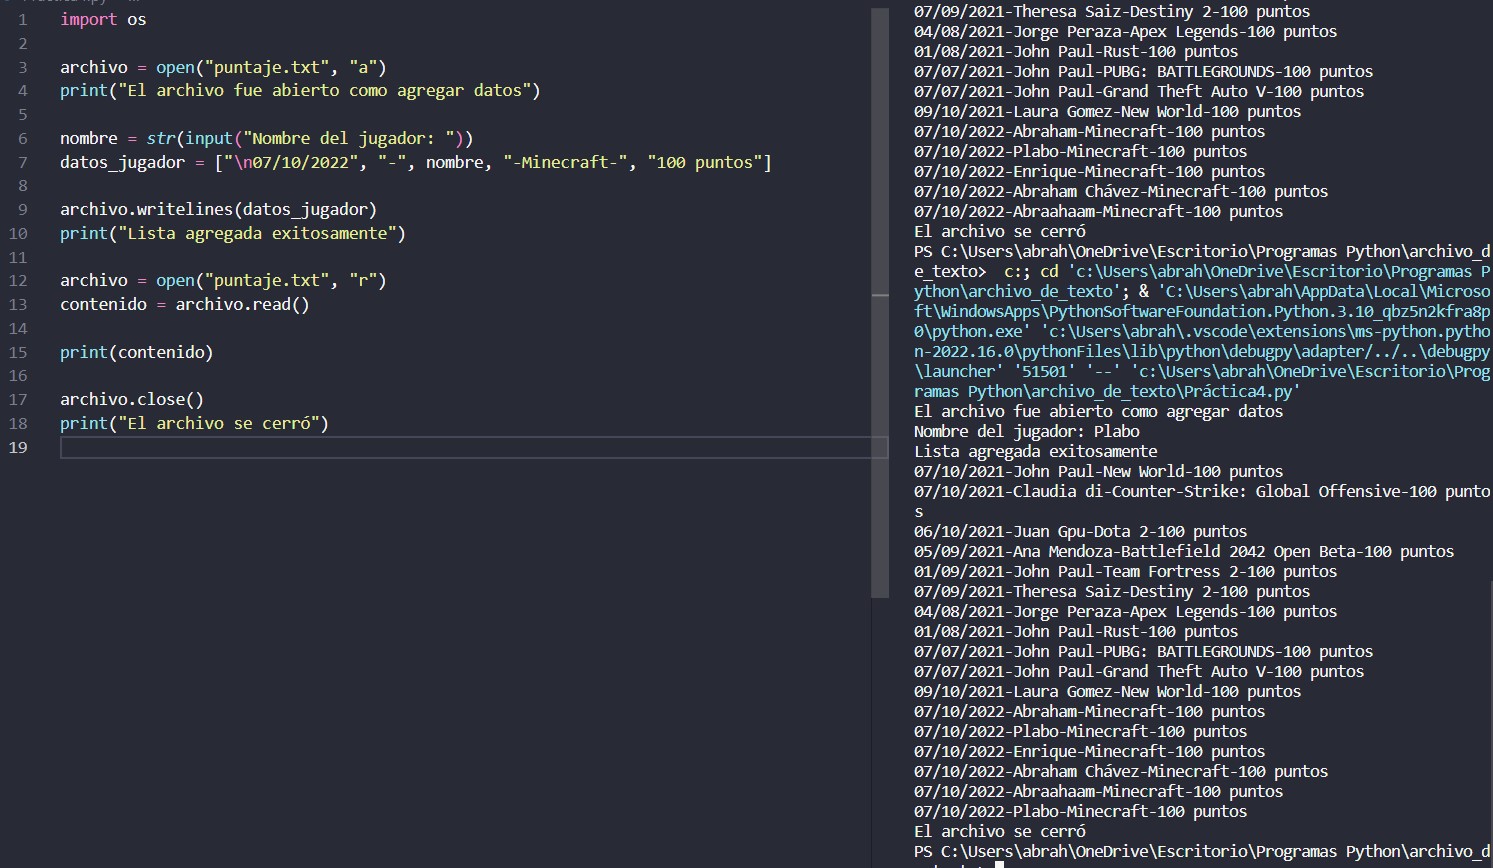 1 import os
2
3 archivo = open("puntaje.txt", "a")
4 print("El archivo fue abierto como agregar datos")
5
6 nombre = str(input("Nombre del jugador: "))
7 datos_jugador = ["\n07/10/2022", "-", nombre, "-Minecraft-", "100 puntos"]
8
9 archivo.writelines(datos_jugador)
10 print("Lista agregada exitosamente")
11
12 archivo = open("puntaje.txt", "r")
13 contenido = archivo.read()
14
15 print(contenido)
16
17 archivo.close()
18 print("El archivo se cerró")
19
07/09/2021-Theresa Saiz-Destiny 2-100 puntos
04/08/2021-Jorge Peraza-Apex Legends-100 puntos
01/08/2021-John Paul-Rust-100 puntos
07/07/2021-John Paul-PUBG: BATTLEGROUNDS-100 puntos
07/07/2021-John Paul-Grand Theft Auto V-100 puntos
09/10/2021-Laura Gomez-New World-100 puntos
07/10/2022-Abraham-Minecraft-100 puntos
07/10/2022-Plabo-Minecraft-100 puntos
07/10/2022-Enrique-Minecraft-100 puntos
07/10/2022-Abraham Chávez-Minecraft-100 puntos
07/10/2022-Abraahaam-Minecraft-100 puntos
El archivo se cerró
PS C:\Users\abrah\OneDrive\Escritorio\Programas Python\archivo_d
e_texto>  c:; cd 'c:\Users\abrah\OneDrive\Escritorio\Programas P
ython\archivo_de_texto'; & 'C:\Users\abrah\AppData\Local\Microso
ft\WindowsApps\PythonSoftwareFoundation.Python.3.10_qbz5n2kfra8p
0\python.exe' 'c:\Users\abrah\.vscode\extensions\ms-python.pytho
n-2022.16.0\pythonFiles\lib\python\debugpy\adapter/../..\debugpy
\launcher' '51501' '--' 'c:\Users\abrah\OneDrive\Escritorio\Prog
ramas Python\archivo_de_texto\Práctica4.py'
El archivo fue abierto como agregar datos
Nombre del jugador: Plabo
Lista agregada exitosamente
07/10/2021-John Paul-New World-100 puntos
07/10/2021-Claudia di-Counter-Strike: Global Offensive-100 punto
s
06/10/2021-Juan Gpu-Dota 2-100 puntos
05/09/2021-Ana Mendoza-Battlefield 2042 Open Beta-100 puntos
01/09/2021-John Paul-Team Fortress 2-100 puntos
07/09/2021-Theresa Saiz-Destiny 2-100 puntos
04/08/2021-Jorge Peraza-Apex Legends-100 puntos
01/08/2021-John Paul-Rust-100 puntos
07/07/2021-John Paul-PUBG: BATTLEGROUNDS-100 puntos
07/07/2021-John Paul-Grand Theft Auto V-100 puntos
09/10/2021-Laura Gomez-New World-100 puntos
07/10/2022-Abraham-Minecraft-100 puntos
07/10/2022-Plabo-Minecraft-100 puntos
07/10/2022-Enrique-Minecraft-100 puntos
07/10/2022-Abraham Chávez-Minecraft-100 puntos
07/10/2022-Abraahaam-Minecraft-100 puntos
07/10/2022-Plabo-Minecraft-100 puntos
El archivo se cerró
PS C:\Users\abrah\OneDrive\Escritorio\Programas Python\archivo_d